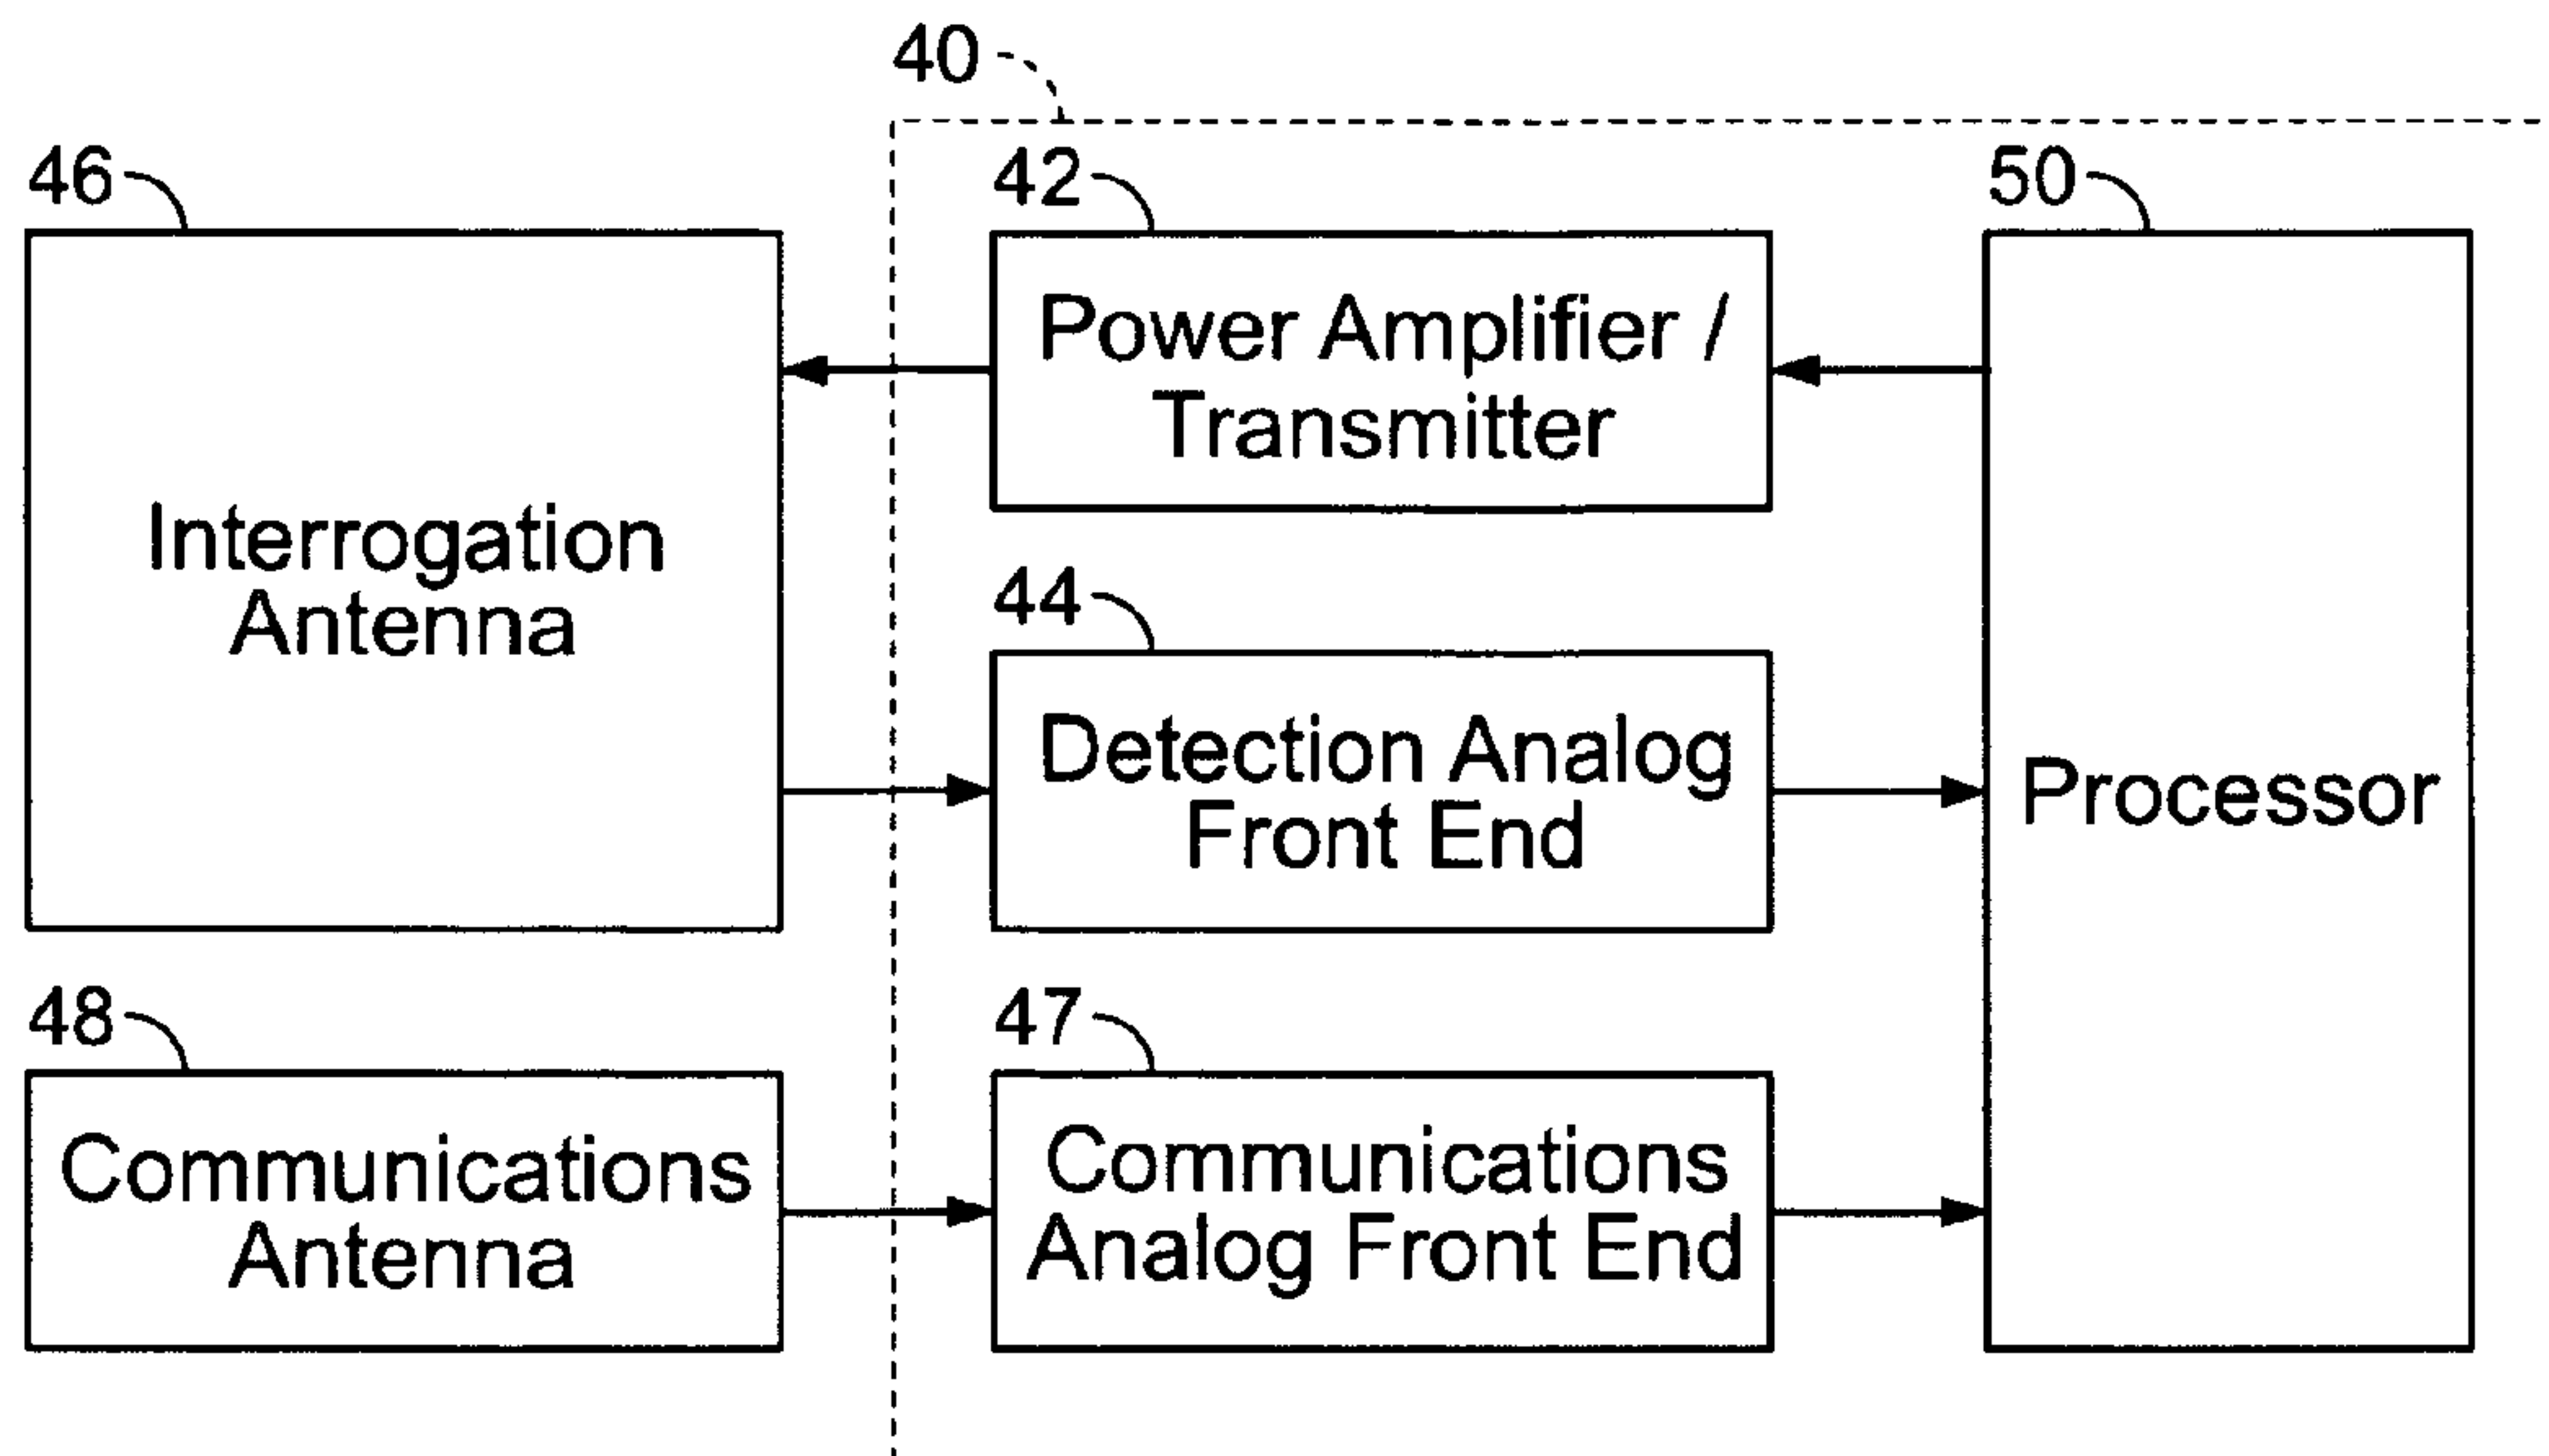 40
46
42
50
Power Amplifier /
Transmitter
Interrogation
Antenna
44
Detection Analog
Front End
Processor
48
47
Communications
Antenna
Communications
Analog Front End